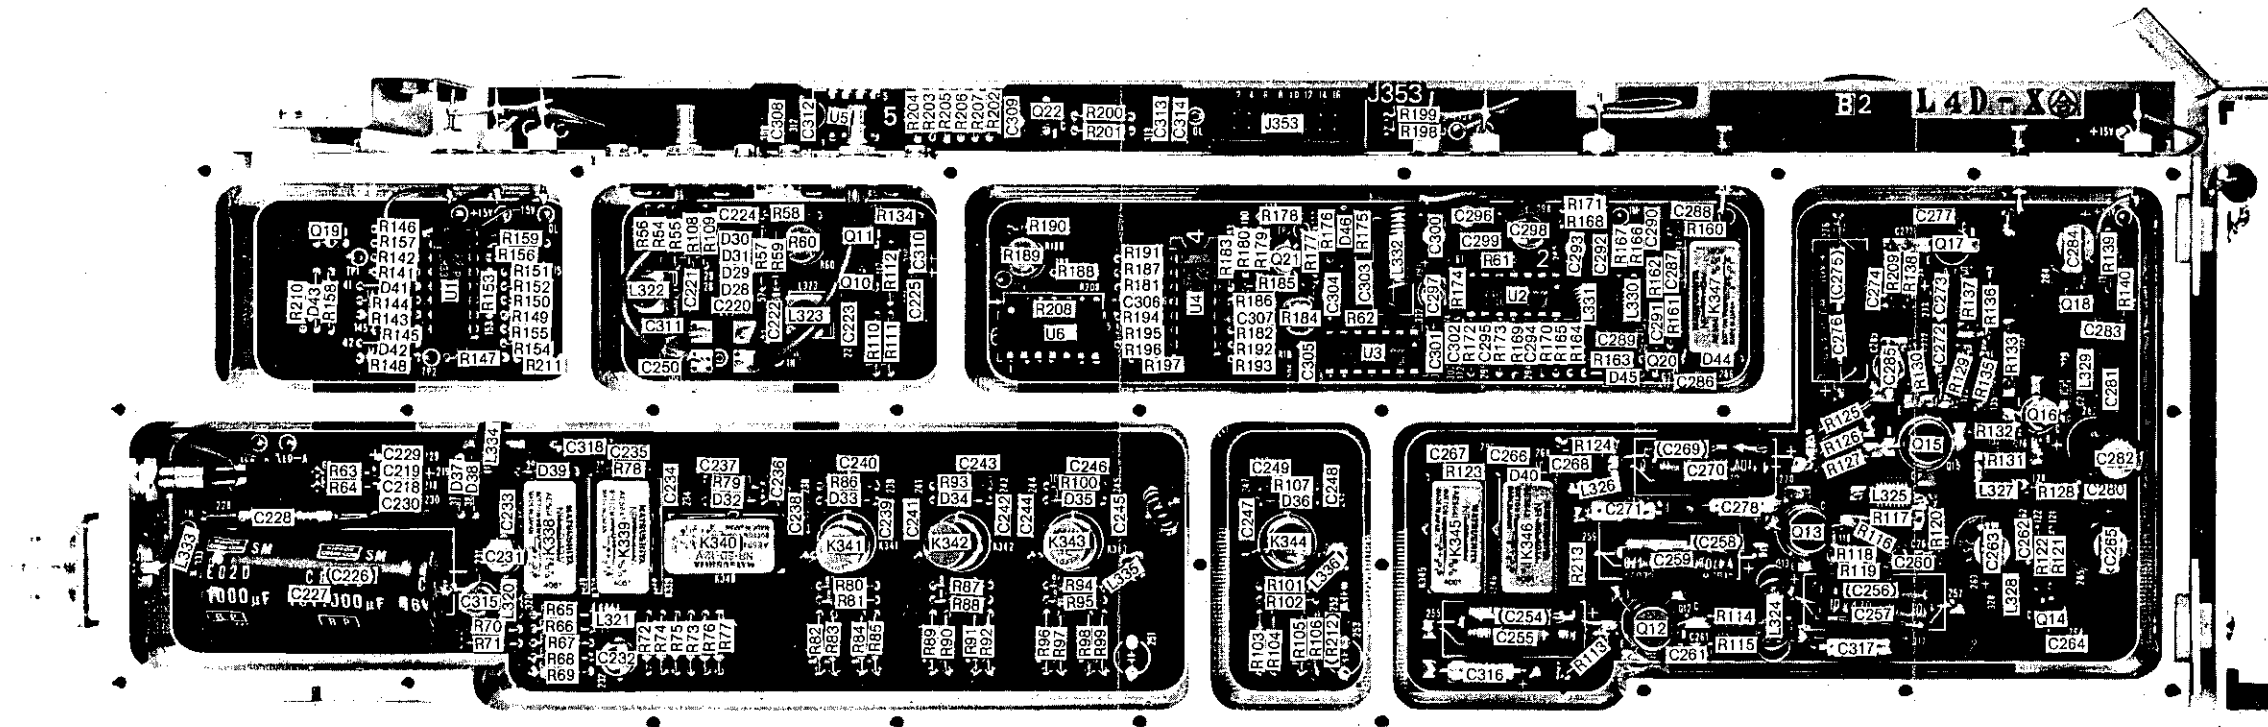 J353
B2 L4D-X
5
C308 C312 U5 R204 R203 R205 R206 R207 R202 C309 Q22 R200 C313 C314 J353 R199
R201 R198
2 4 6 8 10 12 14 16
+15V
Q19 R146 +15V 15V
R157 R159
R142 R156
R141 R151
R210 D43 R158 D41 U1 R153 R152
R144 R150
R143 R149
R145 R155
D42 R154
R148 R147 R211
TP2
R56 R54 R55 R108 R109 C224 R58 R134
D30 R57 R59 R60 Q11 C310
D31
D29 R112
L322 C221 D28 Q10 C225
C220 L323
C311 C222 C223
C250 R110 R111
R190 R178 R176 D46 R175
R189 R191 4 R183 R180 R179 R177 L332
R188 R187 Q21
R181 R185 C304 C303
R208 C306 U4 R186
U6 R194 C307 R184 R62
R195 R182
R196 R192 C305 U3
R197 R193
C300 C296 R171 C288
C298 R168 R167 R166 C290 R160
C299 C293 C292
R61 2 R162 C287
C297 R174 U2 L331 L330 K347
C291 R161
C301 C302 R172 C295 R173 R169 C294 R170 R165 R164 C289
R163 Q20 D44
D45 C286
C277
(C275) Q17 C284 R139
C274 R209 R138 C273 R137 R136 Q18 R140
C276 C272 C283
C285 R130 R129 R135 R133 L329 C281
R125 Q16
R126 Q15 R132
R127 R131 C282
L325 L327 R128 C280
Q13 R117 R120
R116 C262
R118 C263 R122 R121 C265
R119 C260
(C256) L328
C257 Q14
C317 C264
C229 L334 C318 C235
R63 C219 D37 D38 D39 R78
R64 C218
C230 C233 K338 K339 C234
C228
L333 SM SM C231
(C226)
C227 C315 L320
R70 R65 L321
R71 R66
R67
R68 C232
R69
C237 C236
R79
D32
K340
R72 R74 R75 R73 R76 R77
C240 C243 C246
R86 R93 R100
D33 D34 D35
C238 C239 C241 C242 C244 C245
K341 K342 K343
R80 R87 R94 L335
R81 R88 R95
R82 R83 R84 R85 R89 R90 R91 R92 R96 R97 R98 R99
C249 C248
R107
C247 D36
K344
R101 L336
R102
R103 R104 R105 R106 (R212)
C267 C266 R124 (C269)
R123 D40 C268 C270
L326
K345 K346 C271 C278
R213 (C258)
C259
(C254) Q12 R114 L324
C255 R115
R113 C261
C316